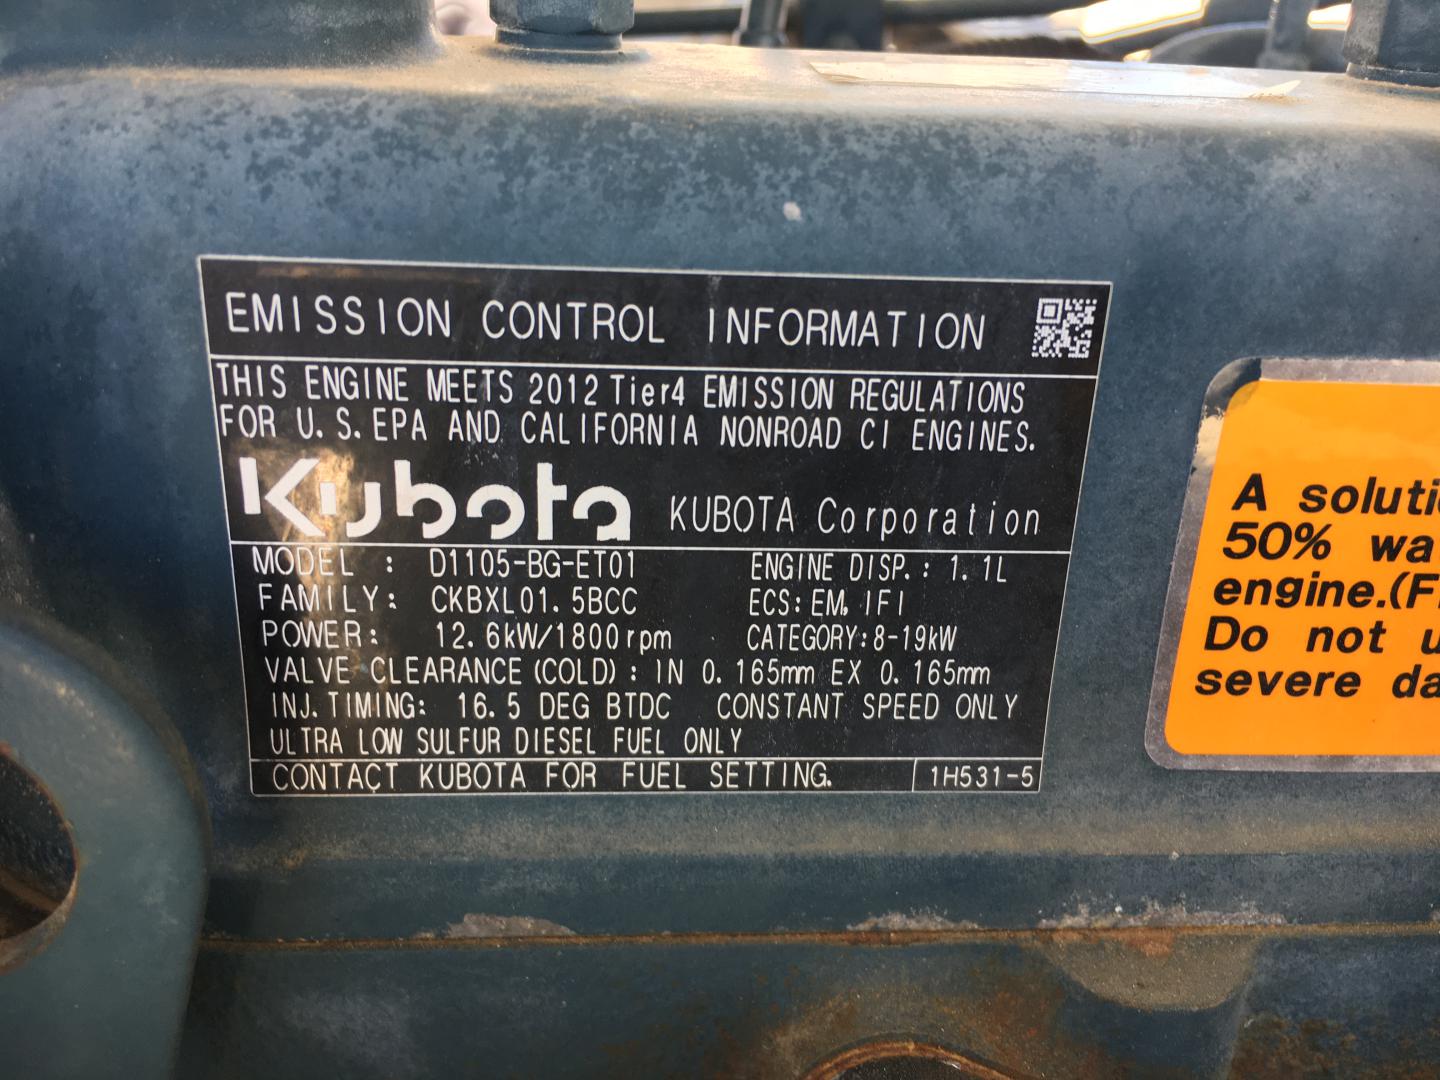 EMISSION CONTROL INFORMATION
THIS ENGINE MEETS 2012 Tier4 EMISSION REGULATIONS
FOR U.S. EPA AND CALIFORNIA NONROAD CI ENGINES.
Kubota KUBOTA Corporation
MODEL : D1105-BG-ET01 ENGINE DISP. : 1.1L
FAMILY: CKBXL01.5BCC ECS: EM, IFI
POWER: 12.6kW/1800rpm CATEGORY:8-19kW
VALVE CLEARANCE (COLD) : IN 0.165mm EX 0.165mm
INJ. TIMING: 16.5 DEG BTDC CONSTANT SPEED ONLY
ULTRA LOW SULFUR DIESEL FUEL ONLY
CONTACT KUBOTA FOR FUEL SETTING. 1H531-5
A soluti
50% wa
engine.(F
Do not u
severe da